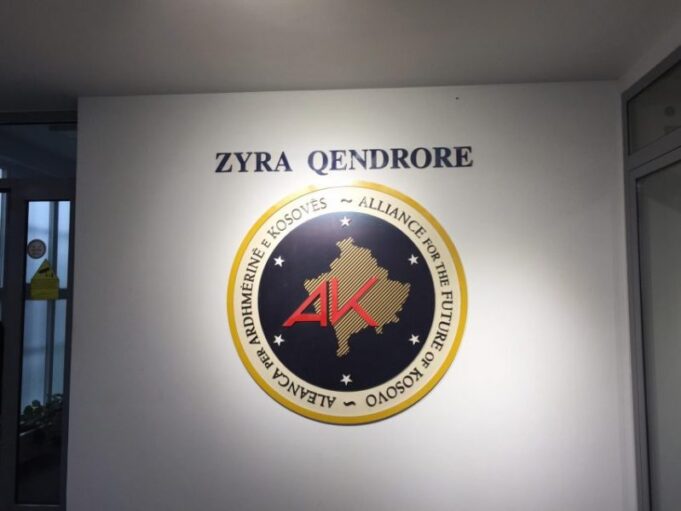 ZYRA QENDRORE
ALEANCA PËR ARDHMËRINË E KOSOVËS ~ ALLIANCE FOR THE FUTURE OF KOSOVO ~
AK